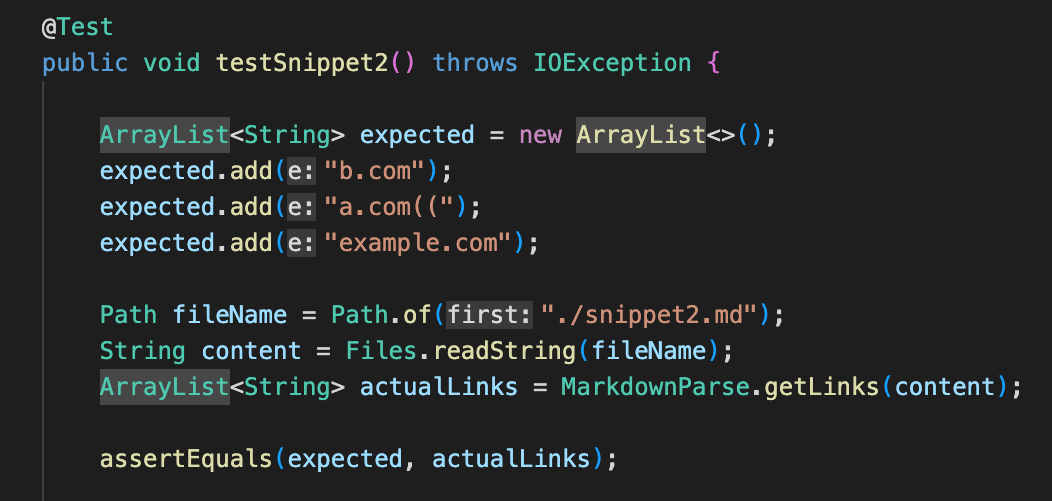 @Test
public void testSnippet2() throws IOException {
ArrayList<String> expected = new ArrayList<>();
expected.add(e: "b.com");
expected.add(e: "a.com((");
expected.add(e: "example.com");
Path fileName = Path.of(first: "./snippet2.md");
String content = Files.readString(fileName);
ArrayList<String> actualLinks = MarkdownParse.getLinks(content);
assertEquals(expected, actualLinks);